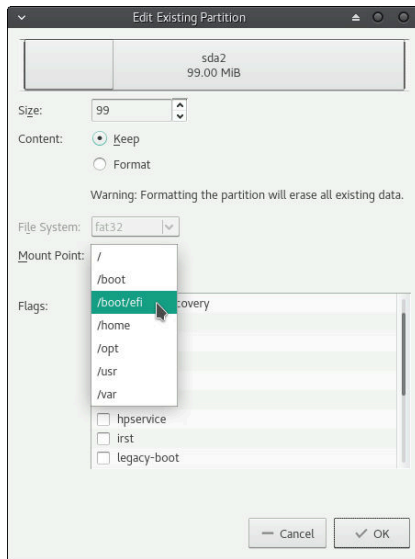 Edit Existing Partition
sda2
99.00 MiB
Size:
99
Content:
Keep
Format
Warning: Formatting the partition will erase all existing data.
File System:
fat32
Mount Point:
/
/boot
/boot/efi
/home
/opt
/usr
/var
Flags:
covery
hpservice
irst
legacy-boot
Cancel
OK